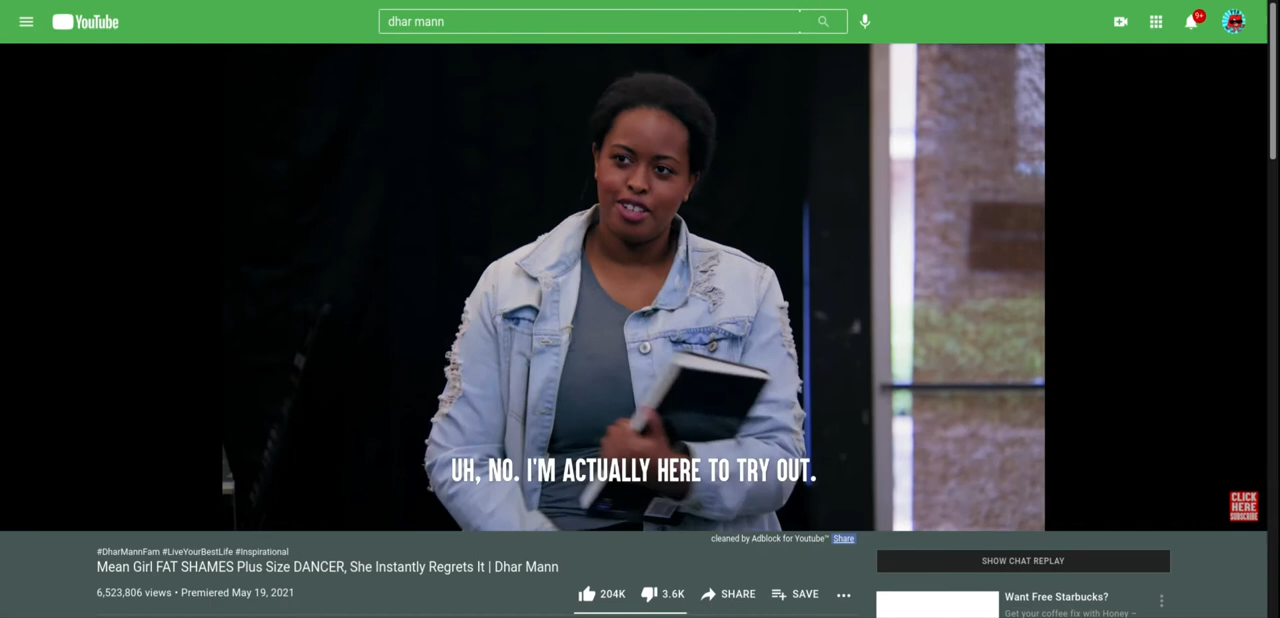 YouTube
dhar mann
9+
UH, NO. I'M ACTUALLY HERE TO TRY OUT.
CLICK
HERE
SUBSCRIBE
cleaned by Adblock for Youtube™ Share
#DharMannFam #LiveYourBestLife #Inspirational
Mean Girl FAT SHAMES Plus Size DANCER, She Instantly Regrets It | Dhar Mann
6,523,806 views • Premiered May 19, 2021
204K 3.6K SHARE SAVE
SHOW CHAT REPLAY
Want Free Starbucks?
Get your coffee fix with Honey –